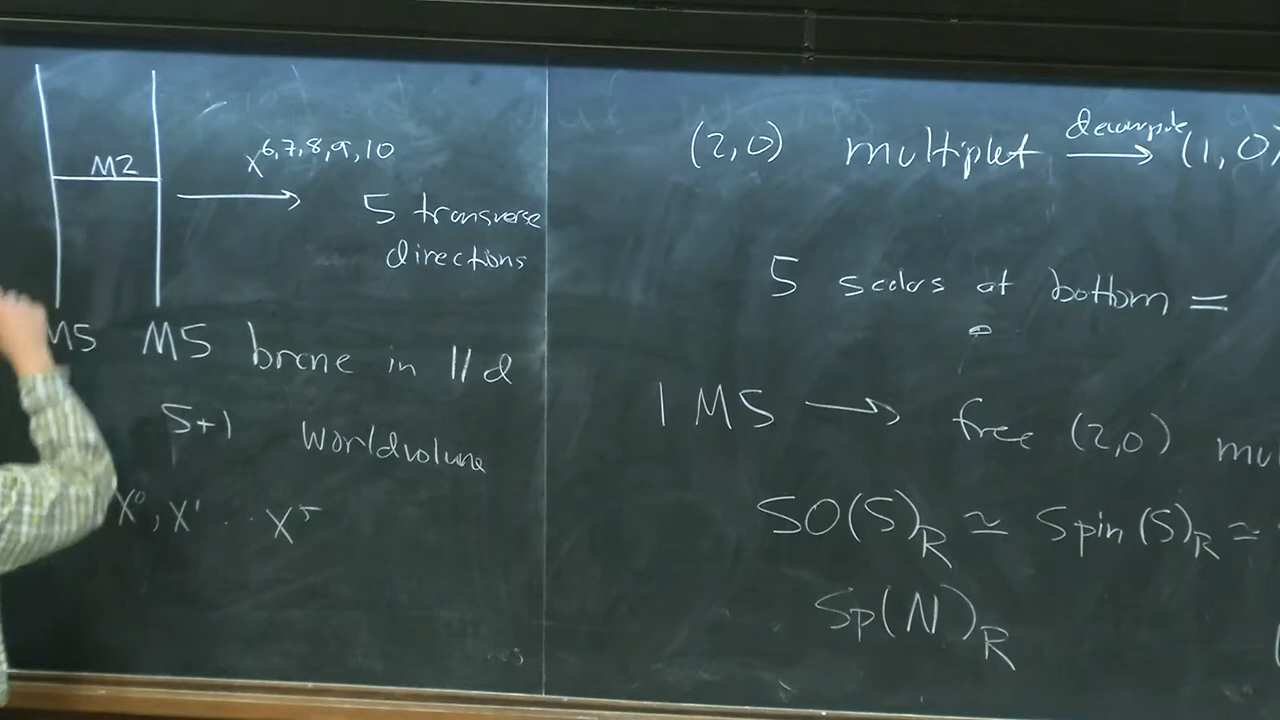 M2
X^6,7,8,9,10
5 transverse
directions
M5 M5 brane in 11d
5+1 worldvolume
X^0, X^1 ... X^5
(2,0) multiplet ⟶ (1,0)
5 scalars at bottom =
1 M5 ⟶ free (2,0) mu
SO(5)_R ≃ Spin(5)_R ≃
Sp(N)_R